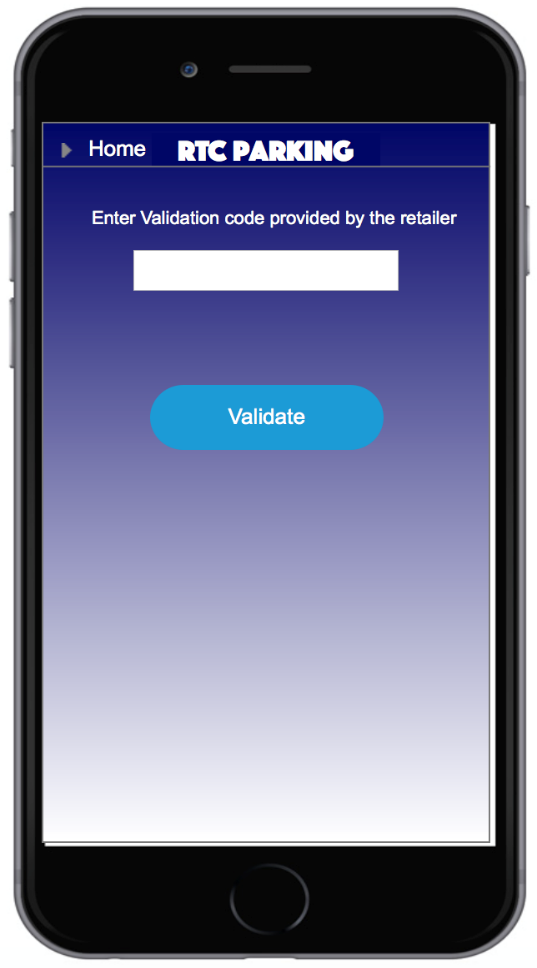 Home RTC PARKING
Enter Validation code provided by the retailer
Validate